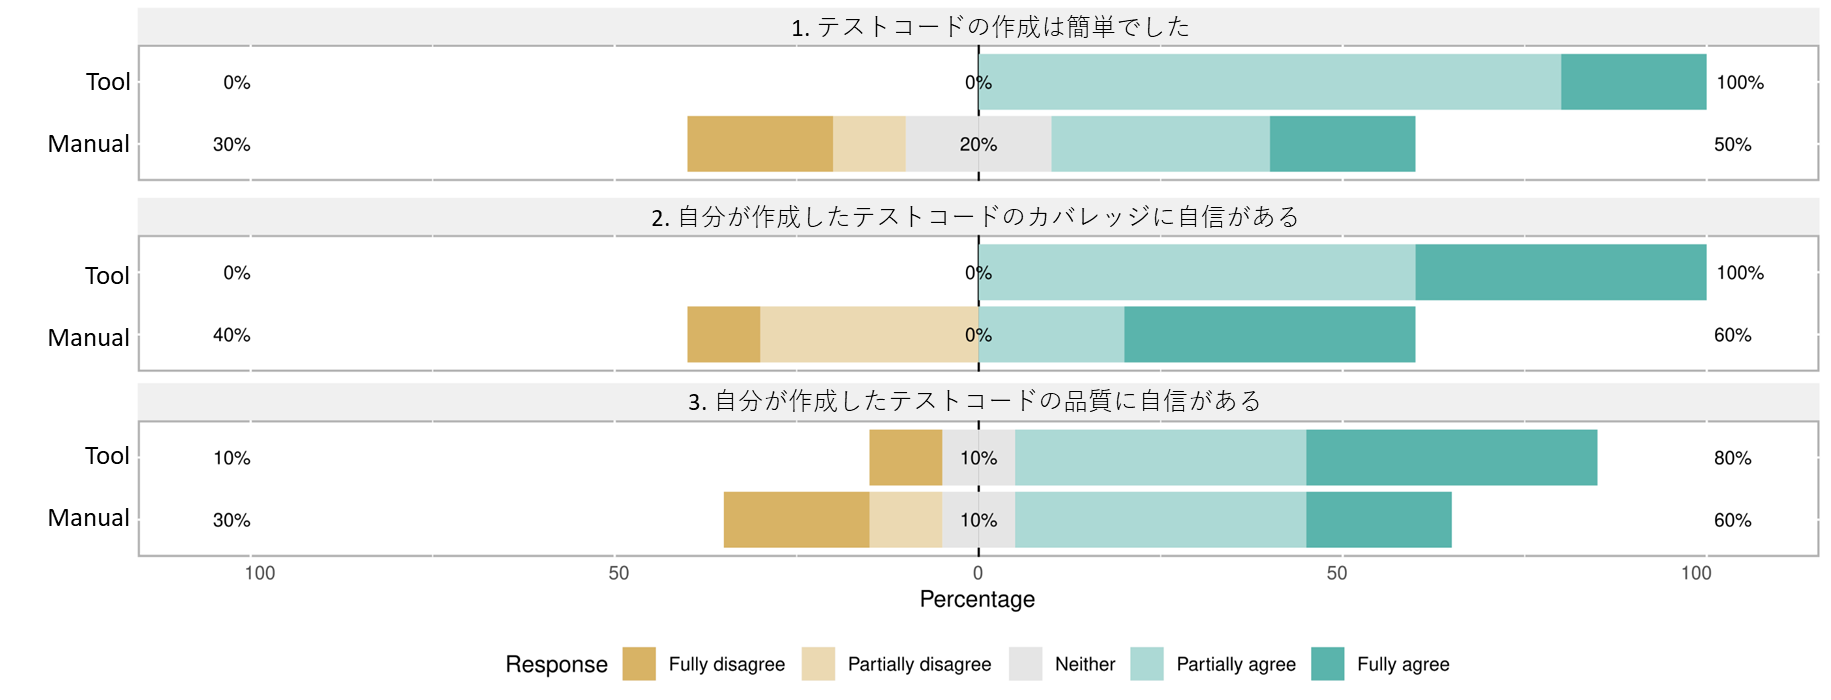 1. テストコードの作成は簡単でした
Tool 0% 0% 100%
Manual 30% 20% 50%
2. 自分が作成したテストコードのカバレッジに自信がある
Tool 0% 0% 100%
Manual 40% 0% 60%
3. 自分が作成したテストコードの品質に自信がある
Tool 10% 10% 80%
Manual 30% 10% 60%
100 50 0 50 100
Percentage
Response Fully disagree Partially disagree Neither Partially agree Fully agree